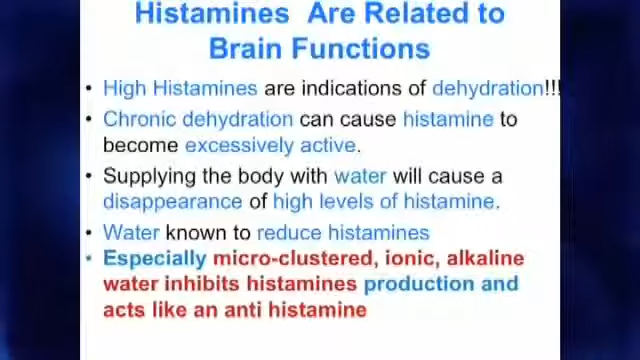 Histamines Are Related to
Brain Functions
• High Histamines are indications of dehydration!!!
• Chronic dehydration can cause histamine to
become excessively active.
• Supplying the body with water will cause a
disappearance of high levels of histamine.
• Water known to reduce histamines
• Especially micro-clustered, ionic, alkaline
water inhibits histamines production and
acts like an anti histamine